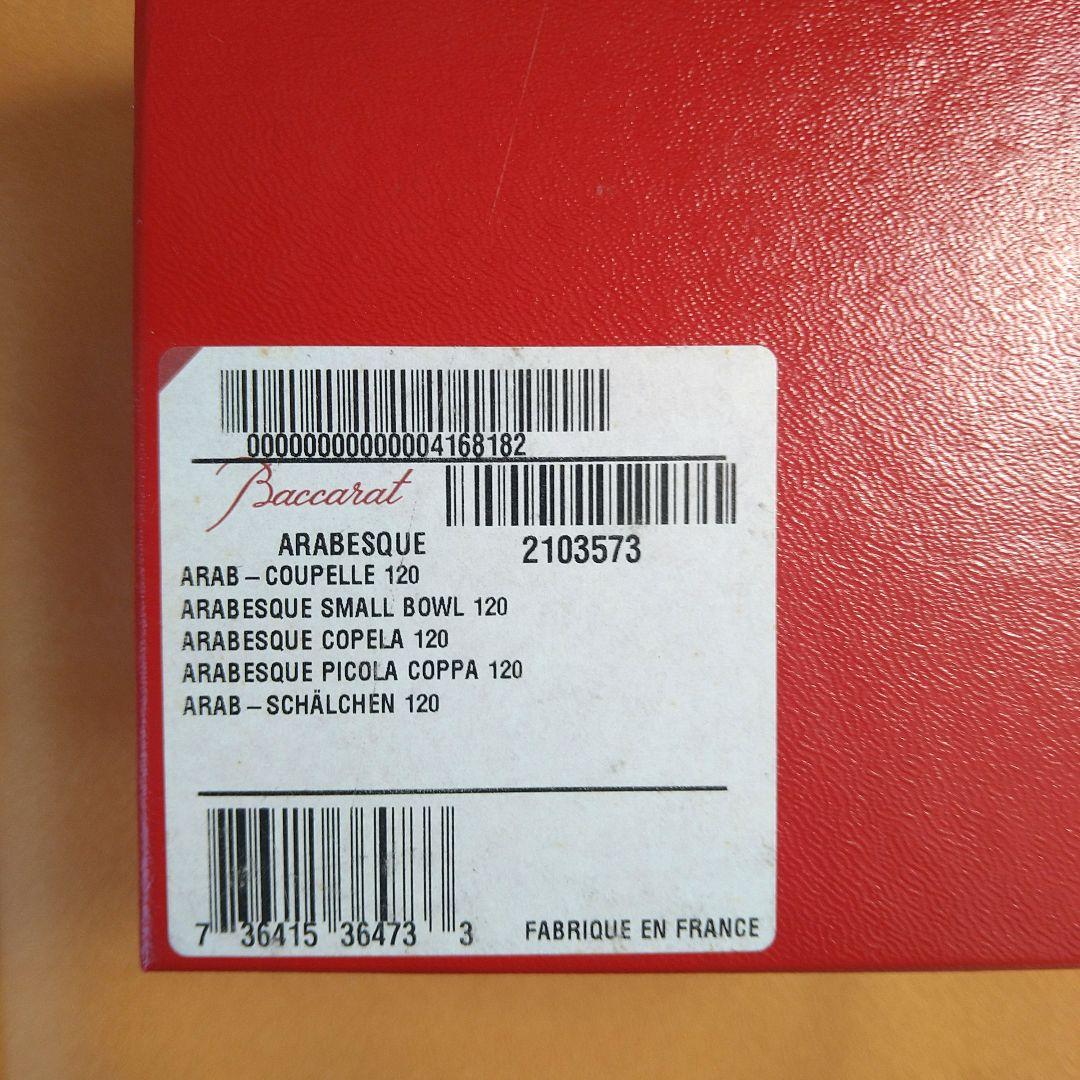 00000000000004168182
Baccarat
ARABESQUE
2103573
ARAB – COUPELLE 120
ARABESQUE SMALL BOWL 120
ARABESQUE COPELA 120
ARABESQUE PICOLA COPPA 120
ARAB – SCHÄLCHEN 120
7 36415 36473 3
FABRIQUE EN FRANCE